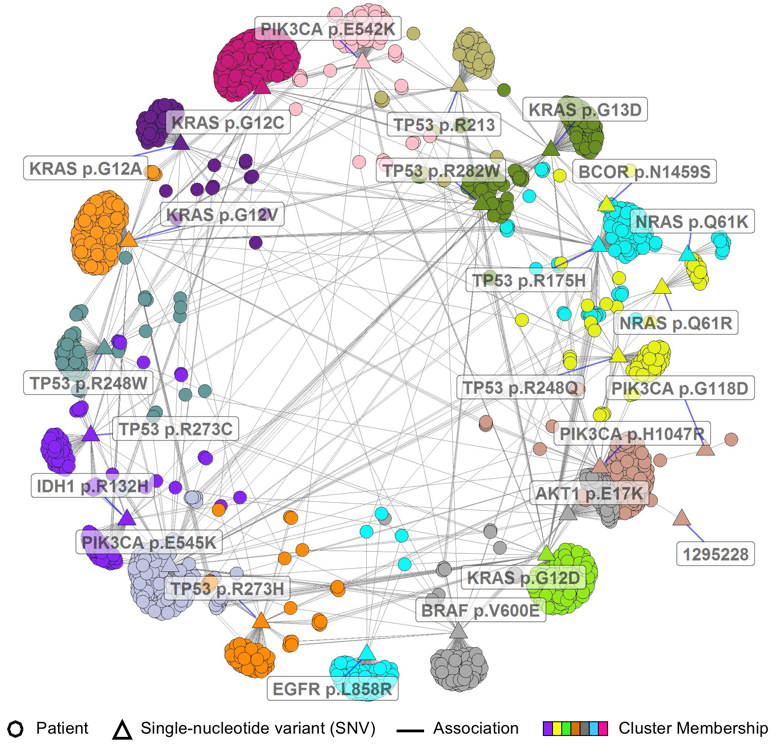 PIK3CA p.E542K
KRAS p.G12C
TP53 p.R213
KRAS p.G13D
KRAS p.G12A
TP53 p.R282W
BCOR p.N1459S
KRAS p.G12V
NRAS p.Q61K
TP53 p.R175H
NRAS p.Q61R
TP53 p.R248W
TP53 p.R248Q
PIK3CA p.G118D
TP53 p.R273C
PIK3CA p.H1047R
IDH1 p.R132H
AKT1 p.E17K
PIK3CA p.E545K
1295228
TP53 p.R273H
KRAS p.G12D
BRAF p.V600E
EGFR p.L858R
Patient Single-nucleotide variant (SNV) Association Cluster Membership